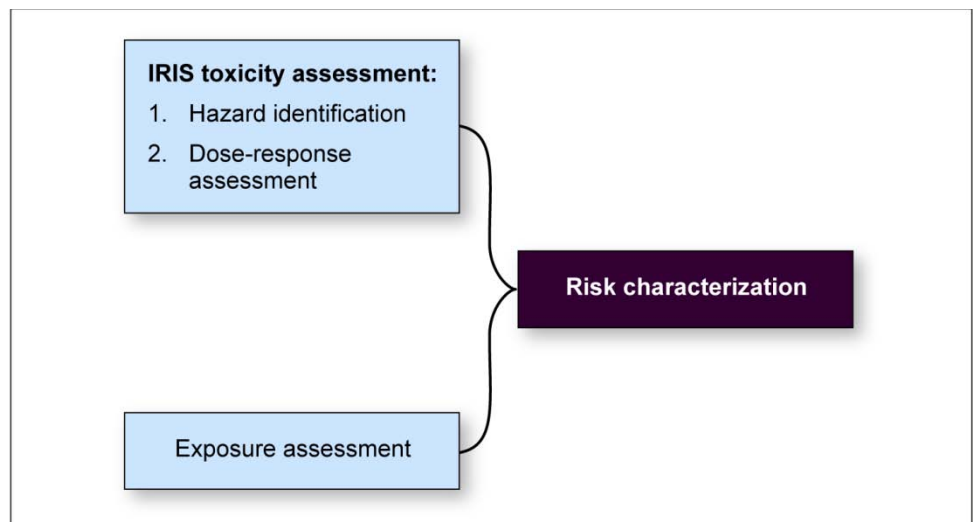 IRIS toxicity assessment:
1. Hazard identification
2. Dose-response
assessment
Risk characterization
Exposure assessment